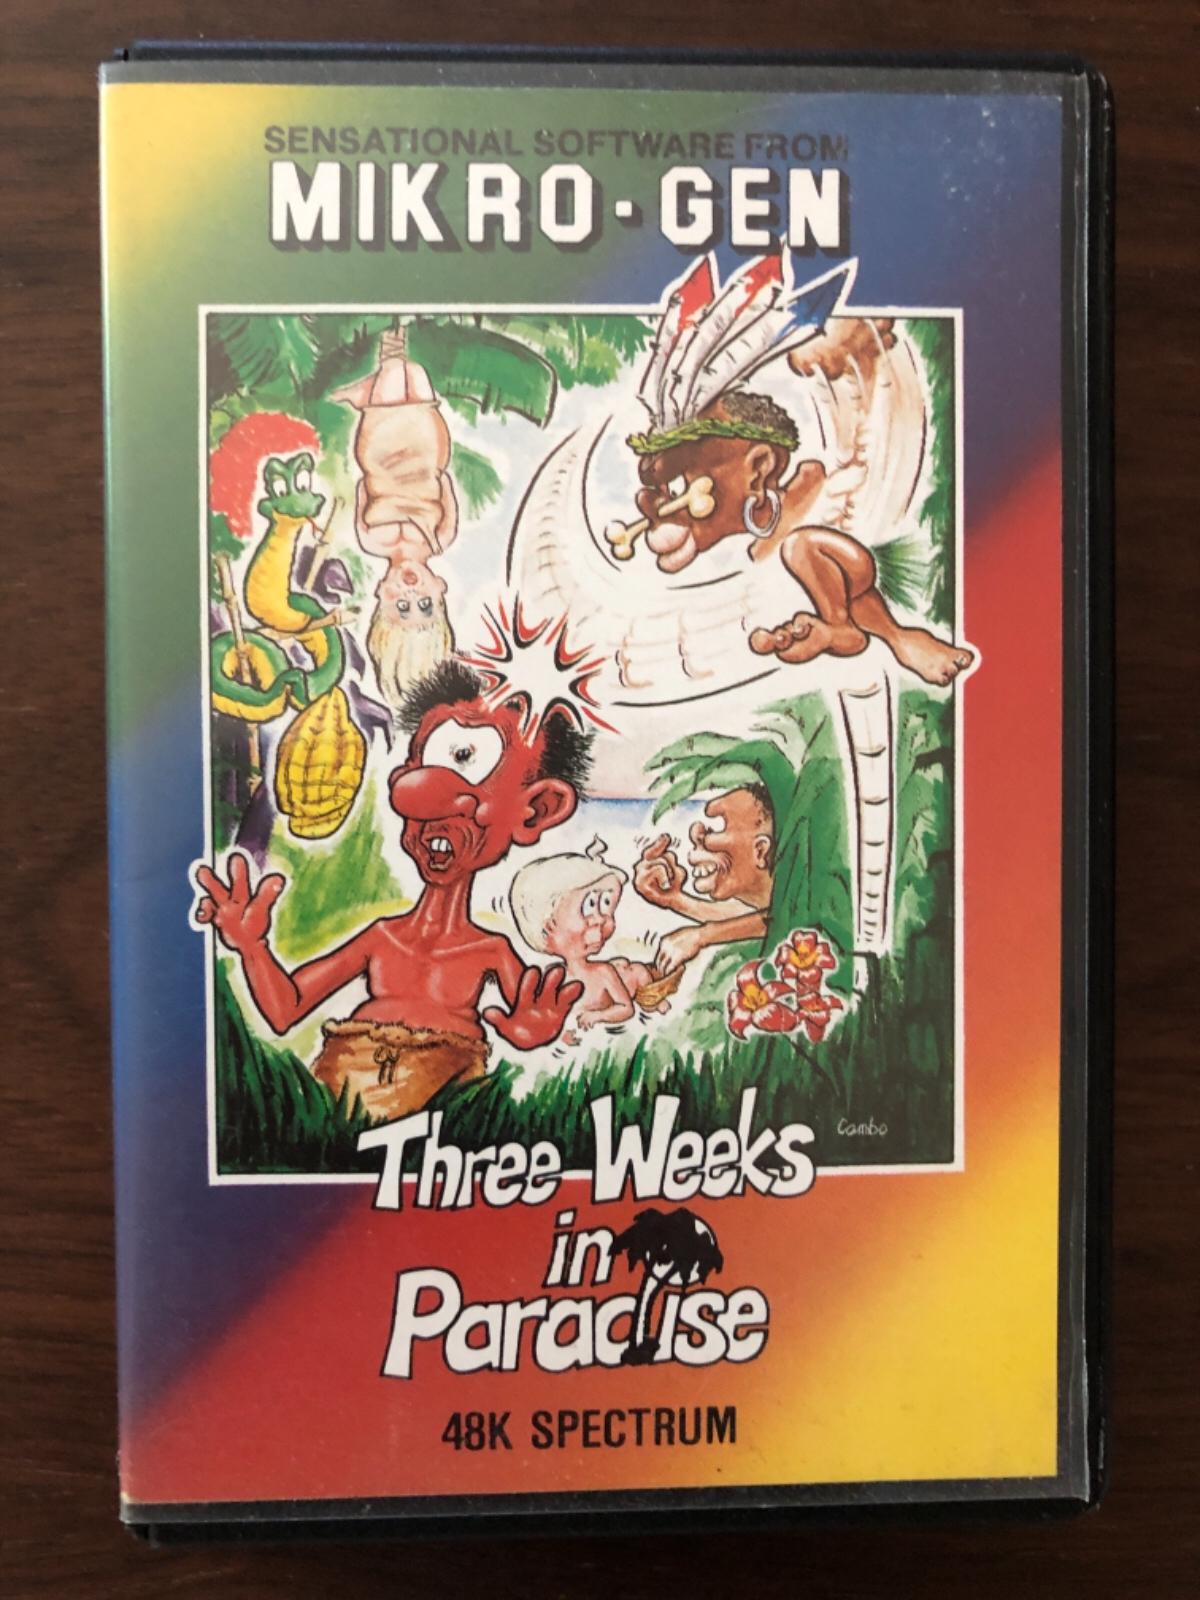 SENSATIONAL SOFTWARE FROM
MIKRO·GEN
Cambo
Three Weeks
in
Paradise
48K SPECTRUM